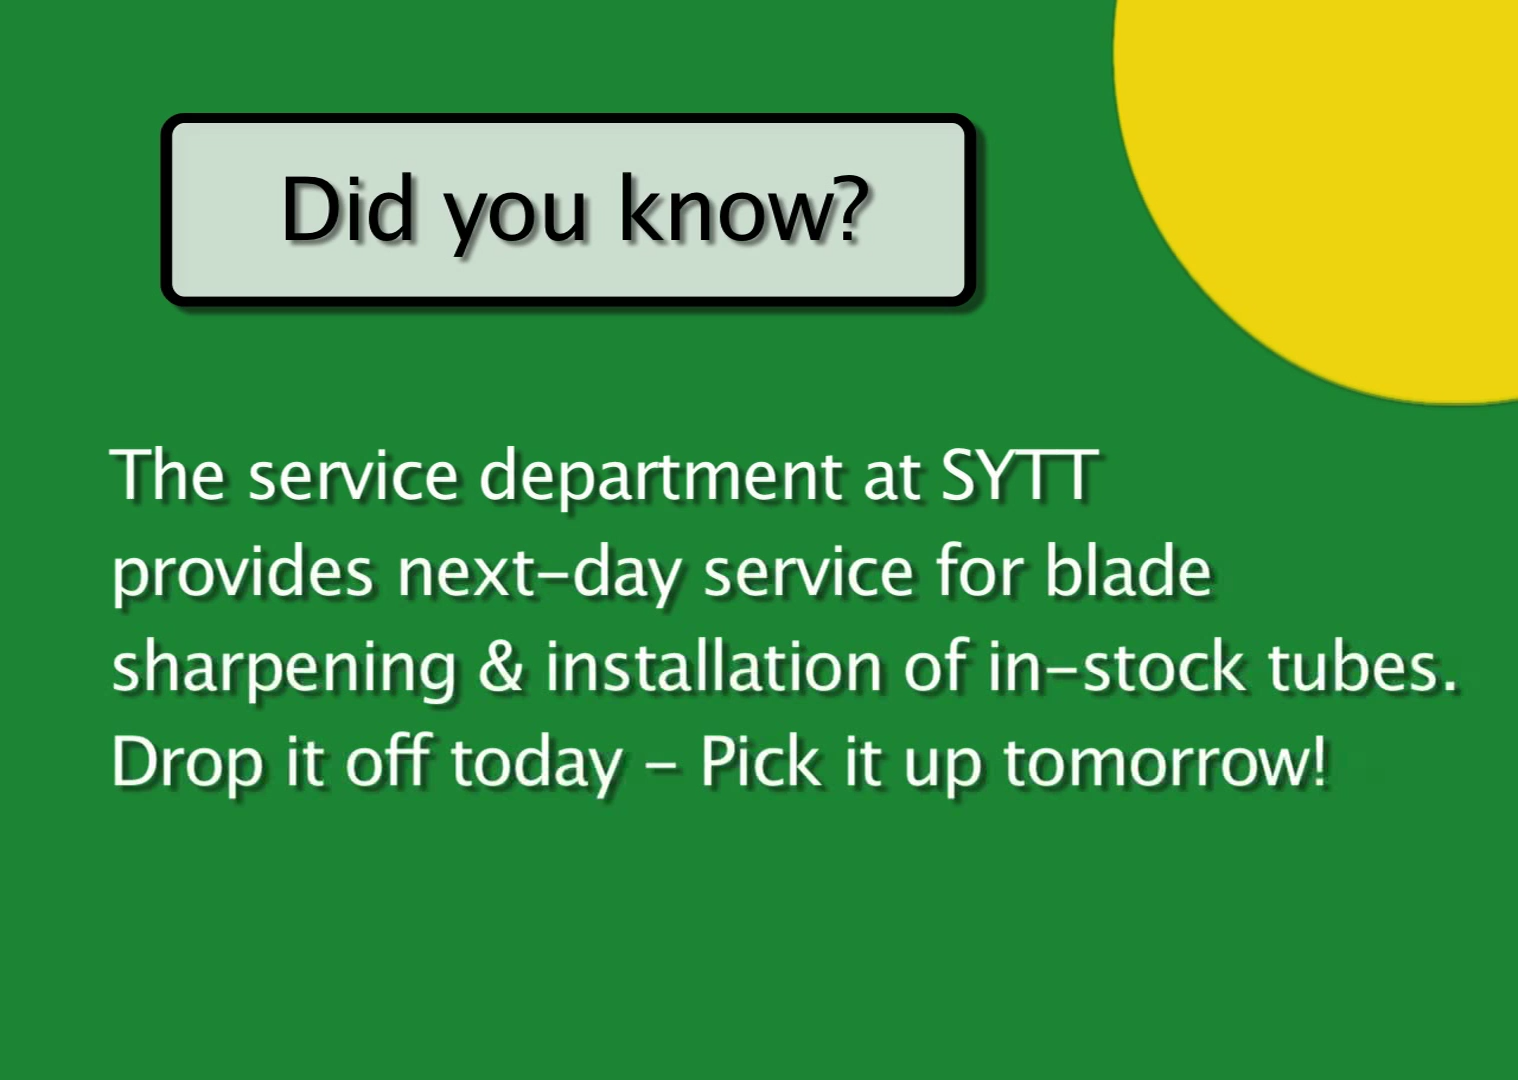 Did you know?
The service department at SYTT
provides next-day service for blade
sharpening & installation of in-stock tubes.
Drop it off today - Pick it up tomorrow!